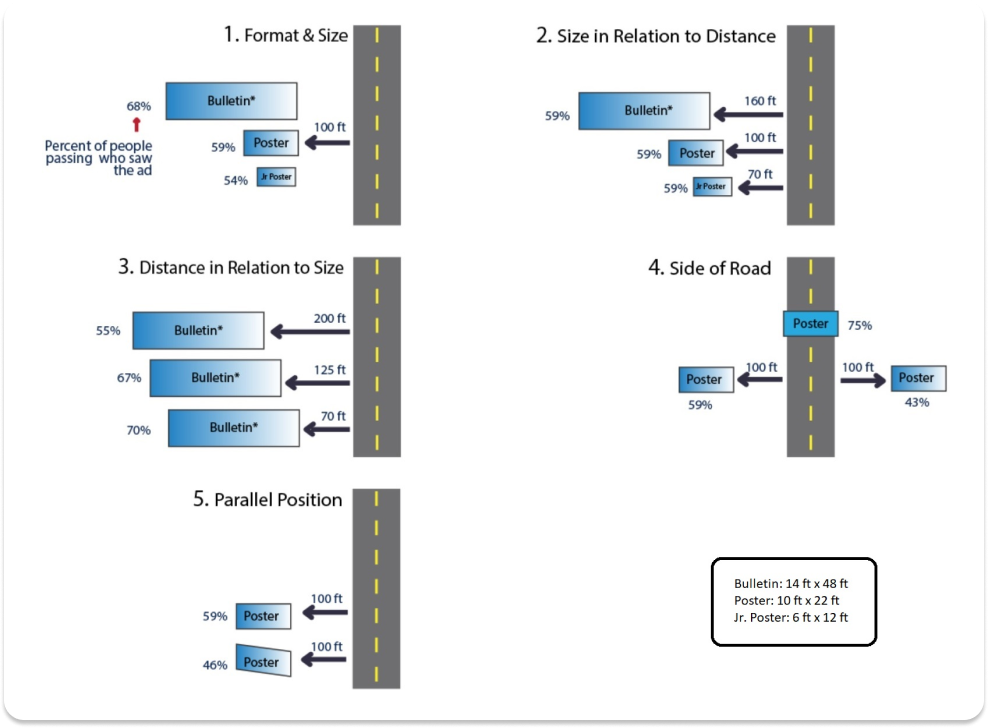 1. Format & Size
Bulletin*
68%
100 ft
Percent of people
passing who saw
the ad
59%
Poster
54%
Jr Poster
2. Size in Relation to Distance
160 ft
59%
Bulletin*
100 ft
59%
Poster
70 ft
59%
Jr Poster
3. Distance in Relation to Size
200 ft
55%
Bulletin*
125 ft
67%
Bulletin*
70 ft
70%
Bulletin*
4. Side of Road
Poster
75%
100 ft
100 ft
Poster
Poster
59%
43%
5. Parallel Position
100 ft
59%
Poster
100 ft
46%
Poster
Bulletin: 14 ft x 48 ft
Poster: 10 ft x 22 ft
Jr. Poster: 6 ft x 12 ft